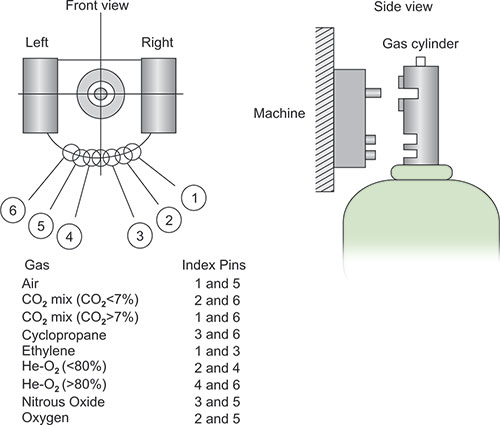 Front view
Side view
Left
Right
Gas cylinder
Machine
1
2
3
4
5
6
Gas Index Pins
Air 1 and 5
CO₂ mix (CO₂<7%) 2 and 6
CO₂ mix (CO₂>7%) 1 and 6
Cyclopropane 3 and 6
Ethylene 1 and 3
He-O₂ (<80%) 2 and 4
He-O₂ (>80%) 4 and 6
Nitrous Oxide 3 and 5
Oxygen 2 and 5